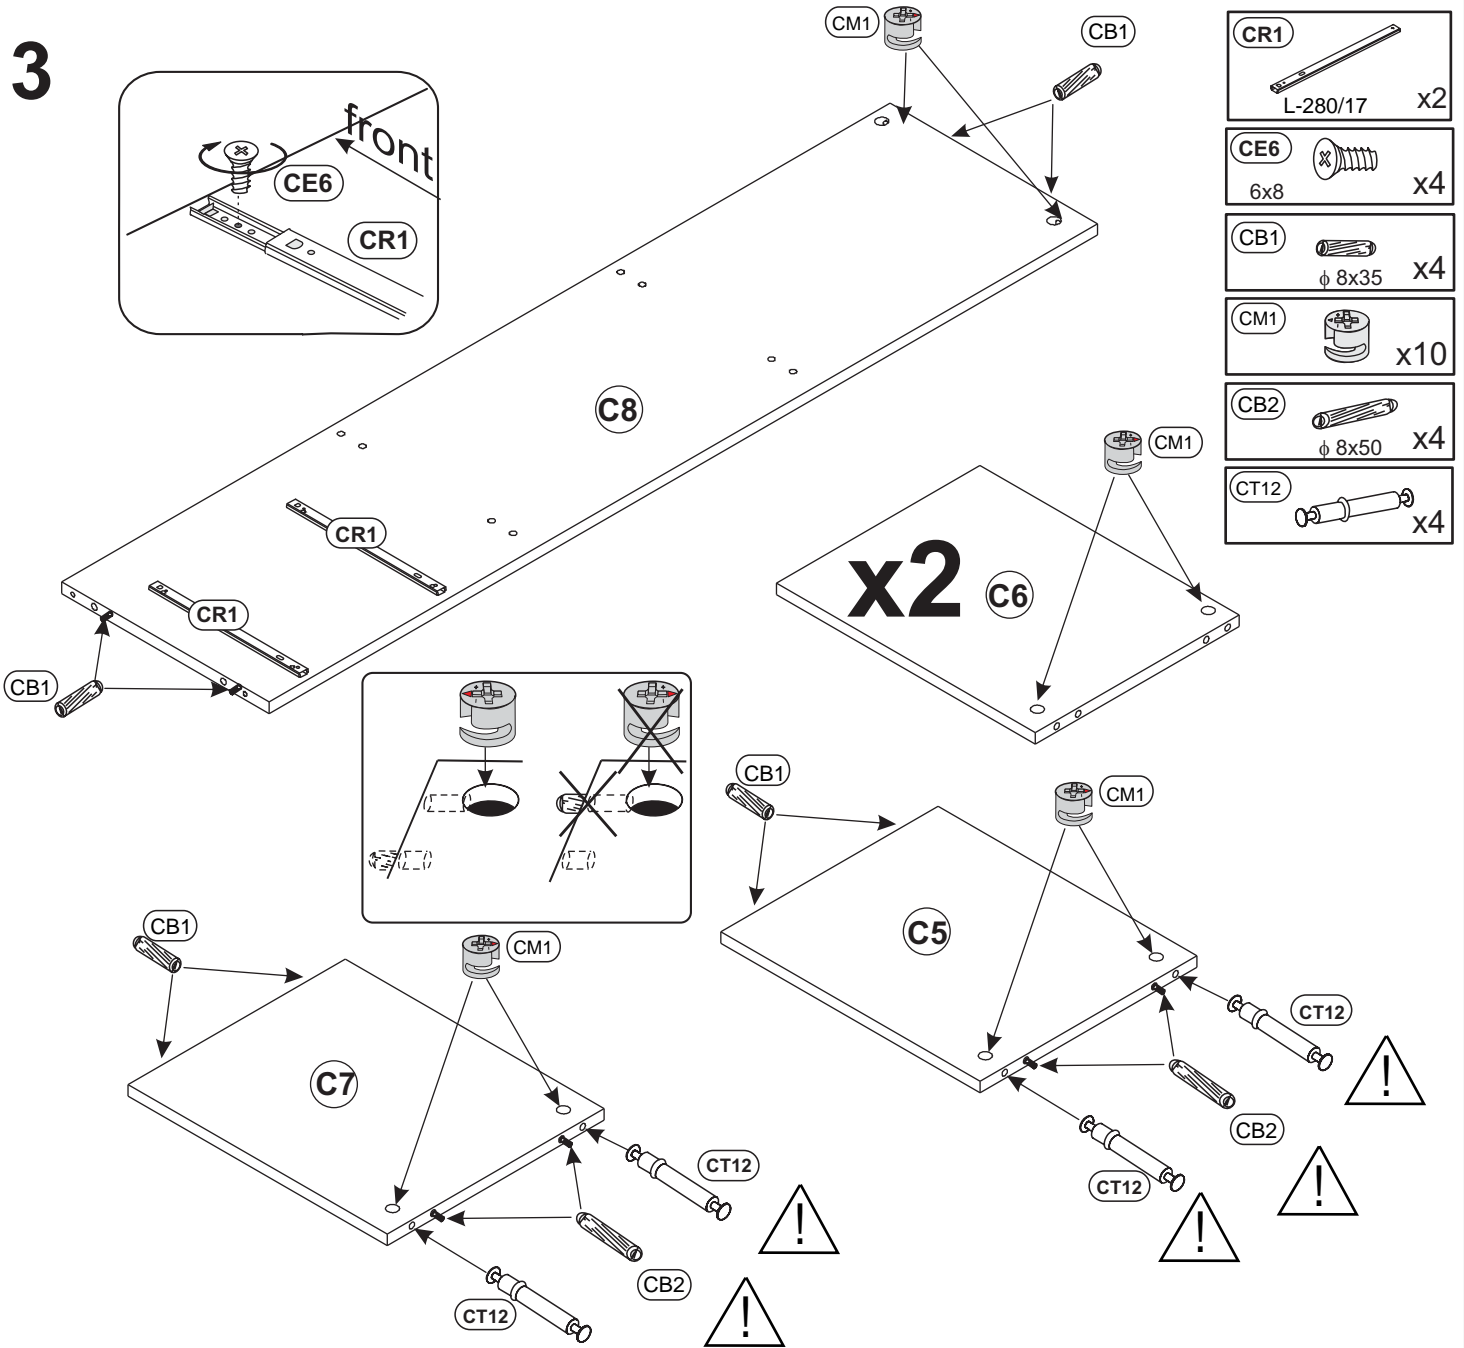 3
CM1
CB1
CR1
L-280/17
x2
front
CE6
CR1
CE6
6x8
x4
CB1
ϕ 8x35
x4
CM1
x10
CB2
ϕ 8x50
x4
CT12
x4
C8
CM1
CR1
CR1
CB1
x2
C6
CB1
CM1
C5
CT12
!
CB2
CT12
!
!
CB1
CM1
C7
CT12
!
CB2
CT12
!